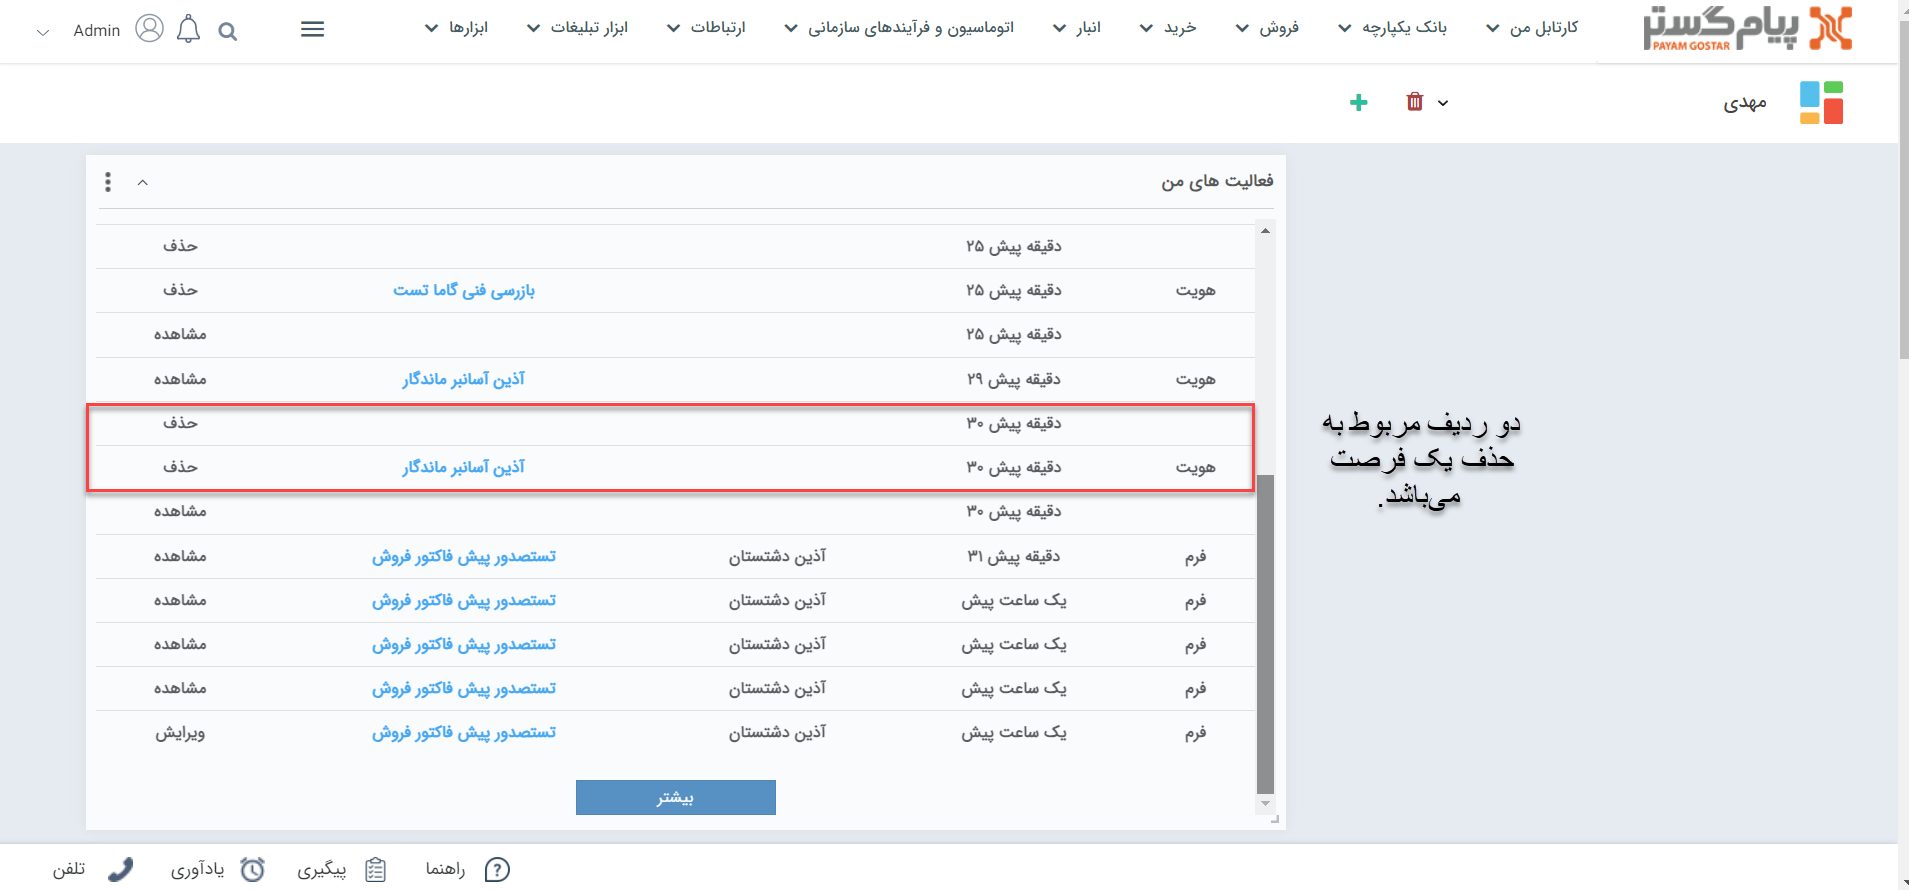 پیام گستر
PAYAM GOSTAR
کارتابل من
بانک یکپارچه
فروش
خرید
انبار
اتوماسیون و فرآیندهای سازمانی
ارتباطات
ابزار تبلیغات
ابزارها
Admin
مهدی
فعالیت های من
۲۵ دقیقه پیش حذف
هویت ۲۵ دقیقه پیش بازرسی فنی گاما تست حذف
۲۵ دقیقه پیش مشاهده
هویت ۲۹ دقیقه پیش آذین آسانبر ماندگار مشاهده
۳۰ دقیقه پیش حذف
هویت ۳۰ دقیقه پیش آذین آسانبر ماندگار حذف
۳۰ دقیقه پیش مشاهده
فرم ۳۱ دقیقه پیش آذین دشتستان تستصدور پیش فاکتور فروش مشاهده
فرم یک ساعت پیش آذین دشتستان تستصدور پیش فاکتور فروش مشاهده
فرم یک ساعت پیش آذین دشتستان تستصدور پیش فاکتور فروش مشاهده
فرم یک ساعت پیش آذین دشتستان تستصدور پیش فاکتور فروش مشاهده
فرم یک ساعت پیش آذین دشتستان تستصدور پیش فاکتور فروش ویرایش
بیشتر
دو ردیف مربوط به
حذف یک فرصت
می‌باشد.
راهنما
پیگیری
یادآوری
تلفن